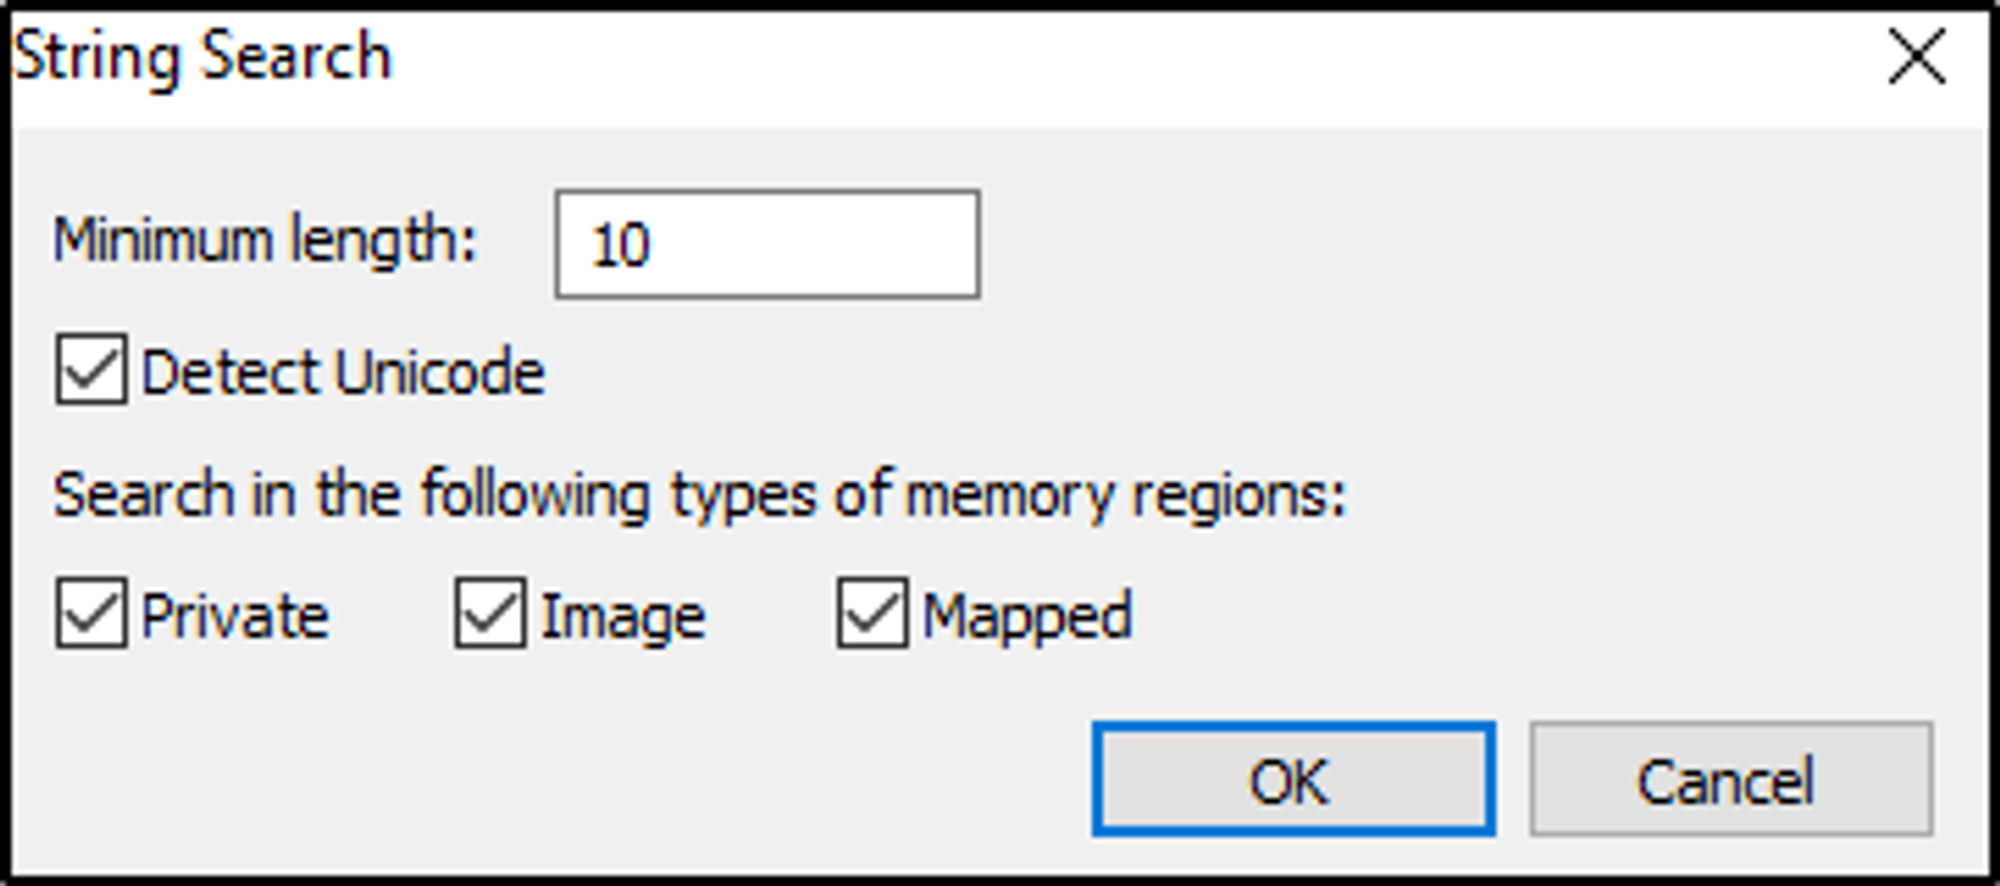 String Search
Minimum length: 10
Detect Unicode
Search in the following types of memory regions:
Private Image Mapped
OK Cancel